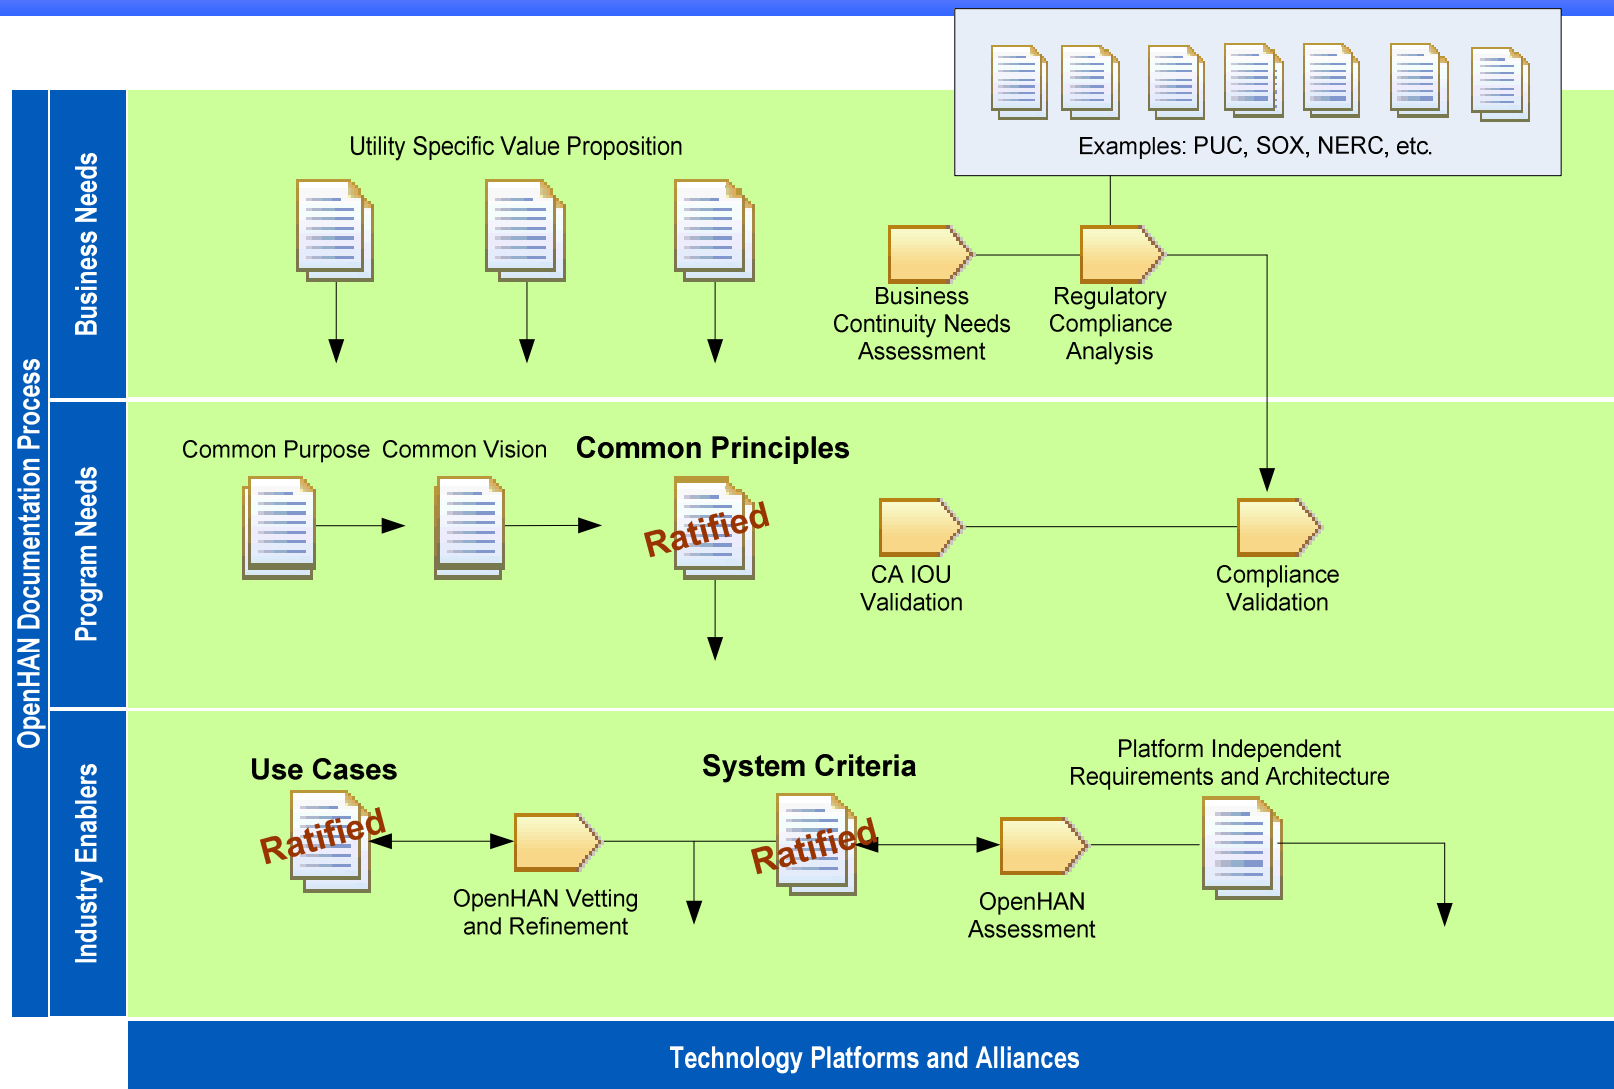 Examples: PUC, SOX, NERC, etc.
OpenHAN Documentation Process
Business Needs
Utility Specific Value Proposition
Business
Continuity Needs
Assessment
Regulatory
Compliance
Analysis
Program Needs
Common Purpose
Common Vision
Common Principles
Ratified
CA IOU
Validation
Compliance
Validation
Industry Enablers
Use Cases
Ratified
OpenHAN Vetting
and Refinement
System Criteria
Ratified
OpenHAN
Assessment
Platform Independent
Requirements and Architecture
Technology Platforms and Alliances